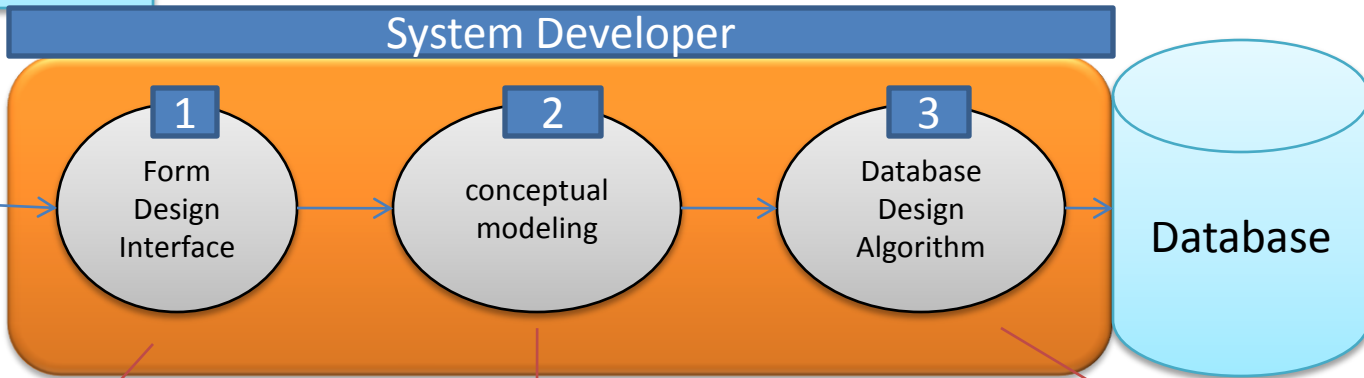 System Developer
1
Form
Design
Interface
2
conceptual
modeling
3
Database
Design
Algorithm
Database